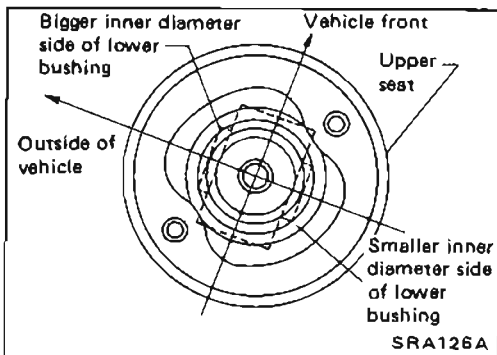 Bigger inner diameter
side of lower
bushing
Vehicle front
Upper
seat
Outside of
vehicle
Smaller inner
diameter side
of lower
bushing
SRA126A